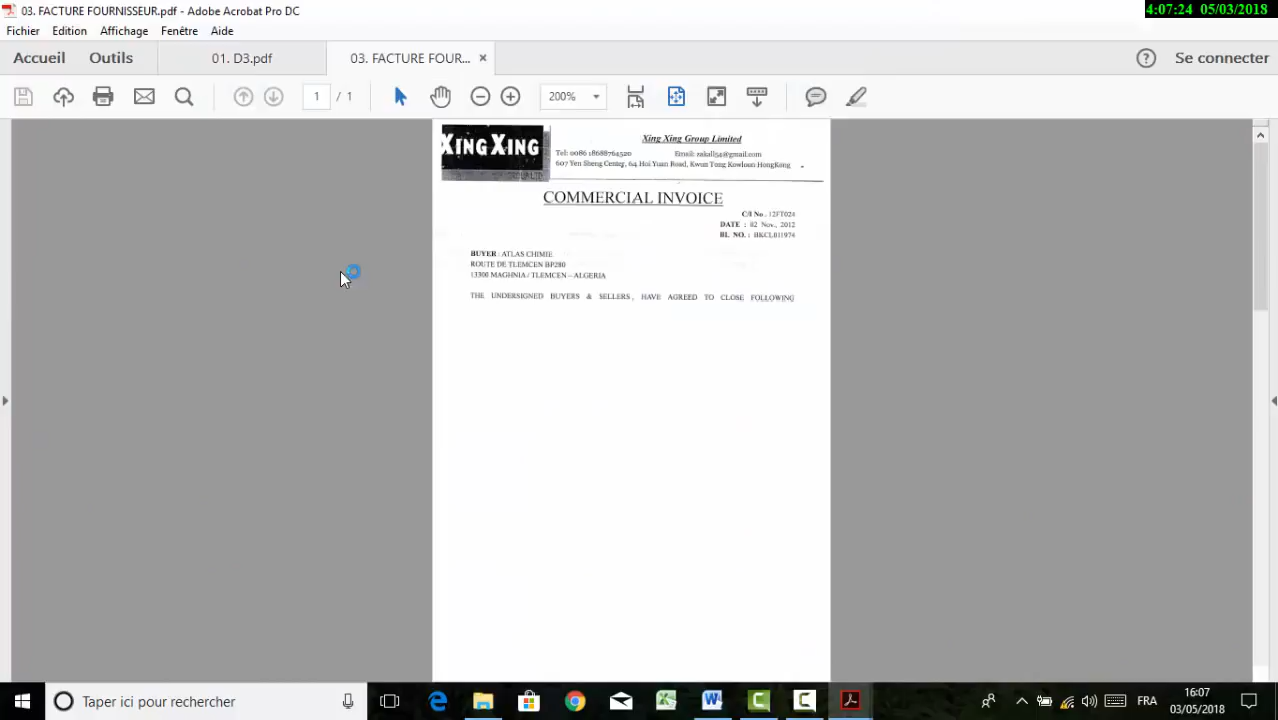 03. FACTURE FOURNISSEUR.pdf - Adobe Acrobat Pro DC
4:07:24 05/03/2018
Fichier Edition Affichage Fenêtre Aide
Accueil Outils 01. D3.pdf 03. FACTURE FOUR... × Se connecter
1 / 1 200%
XING XING
Xing Xing Group Limited
Tel: 0086 18688764520 Email: zakall54@gmail.com
607 Yen Sheng Center, 64 Hoi Yuan Road, Kwun Tong Kowloon HongKong
COMMERCIAL INVOICE
C/I No. : 12FT024
DATE : 02 Nov., 2012
BL NO. : HKCL011974
BUYER : ATLAS CHIMIE
ROUTE DE TLEMCEN BP280
13300 MAGHNIA / TLEMCEN – ALGERIA
THE UNDERSIGNED BUYERS & SELLERS, HAVE AGREED TO CLOSE FOLLOWING
Taper ici pour rechercher
FRA
16:07
03/05/2018